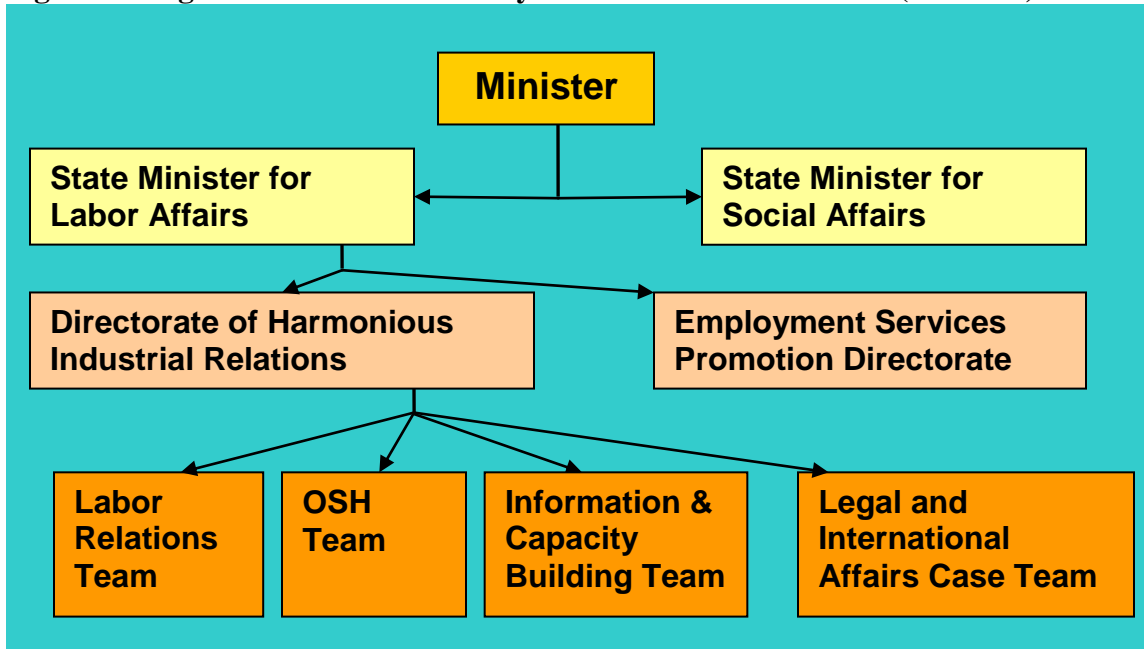 Minister
State Minister for
Labor Affairs
State Minister for
Social Affairs
Directorate of Harmonious
Industrial Relations
Employment Services
Promotion Directorate
Labor
Relations
Team
OSH
Team
Information &
Capacity
Building Team
Legal and
International
Affairs Case Team